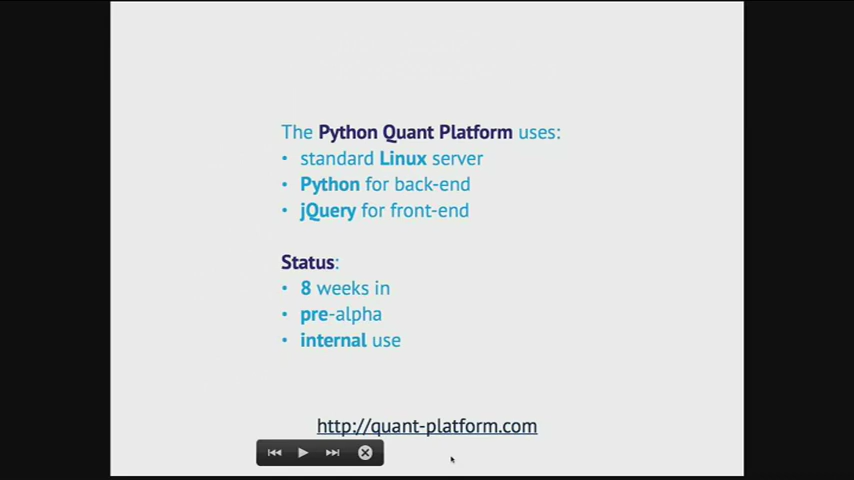 The Python Quant Platform uses:
• standard Linux server
• Python for back-end
• jQuery for front-end
Status:
• 8 weeks in
• pre-alpha
• internal use
http://quant-platform.com